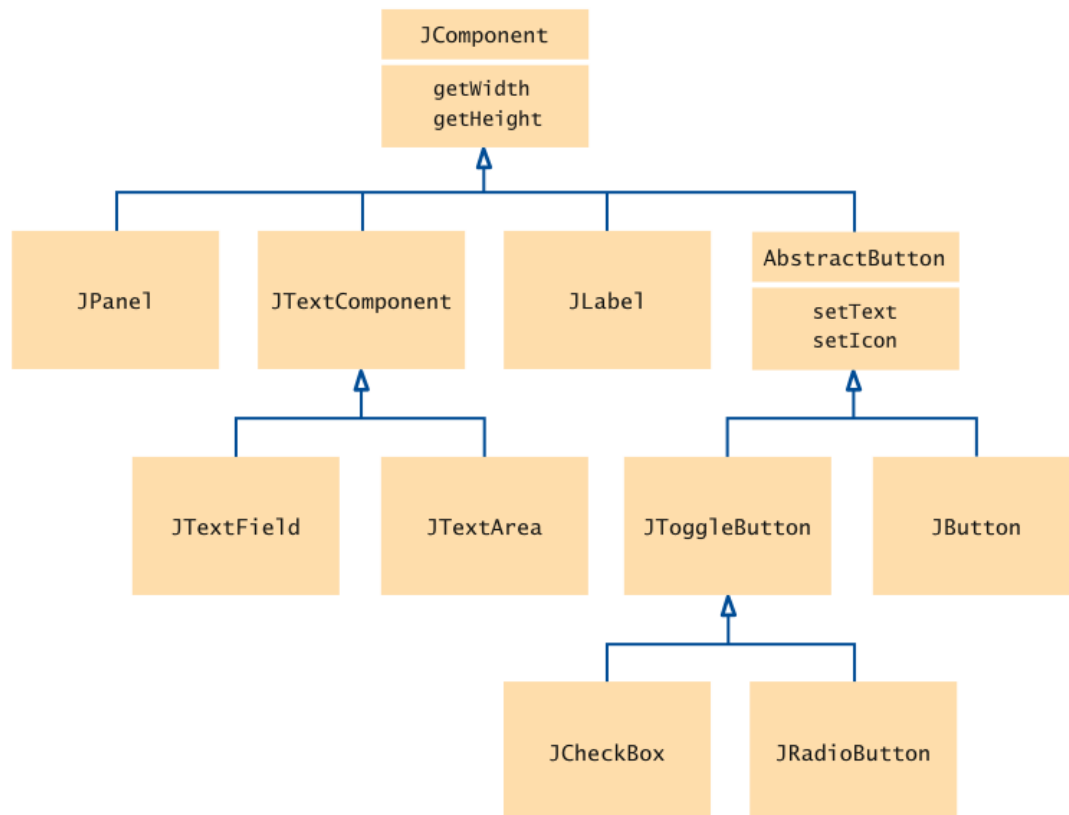 JComponent
getWidth
getHeight
JPanel
JTextComponent
JLabel
AbstractButton
setText
setIcon
JTextField
JTextArea
JToggleButton
JButton
JCheckBox
JRadioButton